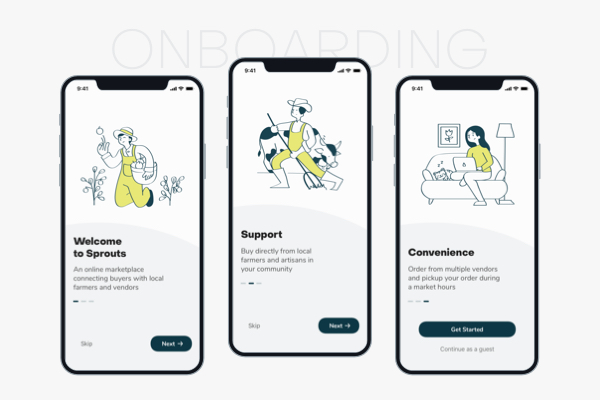 ONBOARDING
9:41
Welcome
to Sprouts
An online marketplace
connecting buyers with local
farmers and vendors
Skip
Next →
9:41
Support
Buy directly from local
farmers and artisans in
your community
Skip
Next →
9:41
Convenience
Order from multiple vendors
and pickup your order during
a market hours
Get Started
Continue as a guest